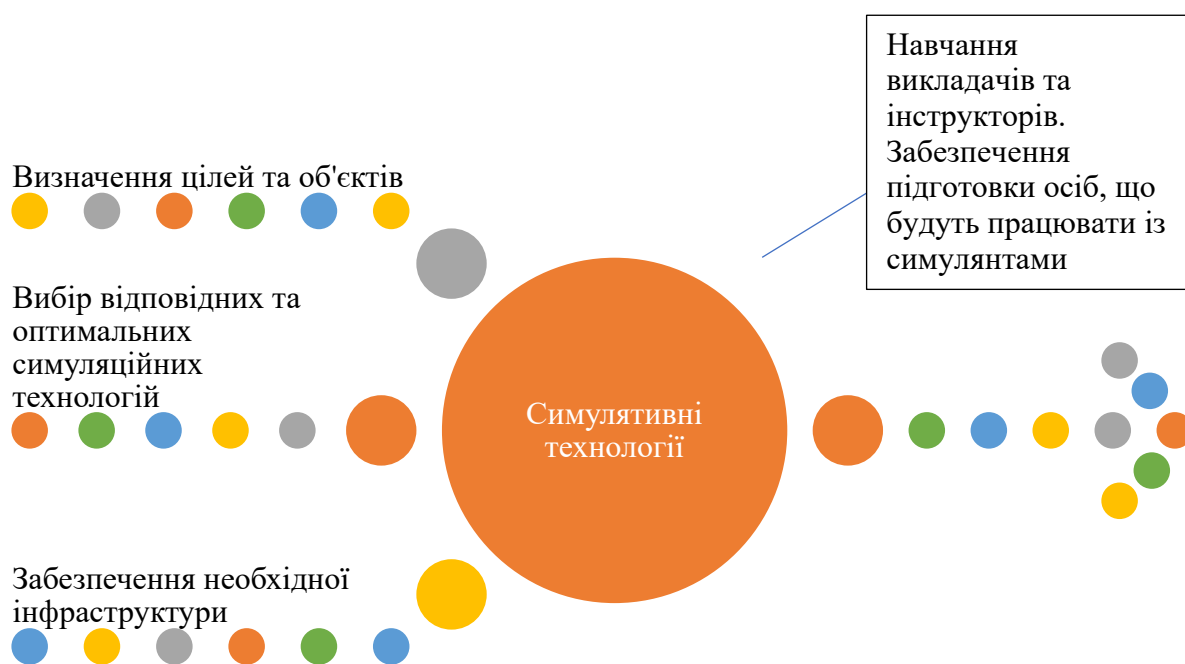 Визначення цілей та об'єктів
Вибір відповідних та
оптимальних
симуляційних
технологій
Забезпечення необхідної
інфраструктури
Симулятивні
технології
Навчання
викладачів та
інструкторів.
Забезпечення
підготовки осіб, що
будуть працювати із
симулянтами